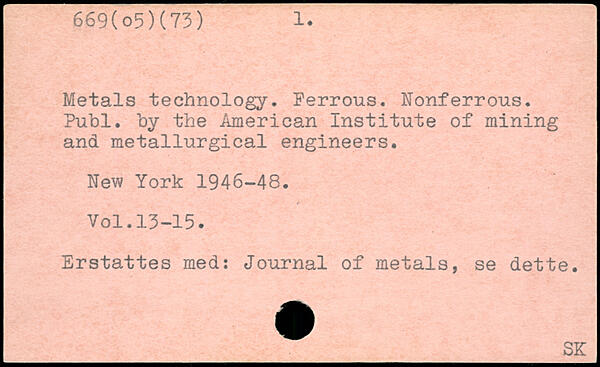 669(05)(73) 1.
Metals technology. Ferrous. Nonferrous.
Publ. by the American Institute of mining
and metallurgical engineers.
New York 1946-48.
Vol.13-15.
Erstattes med: Journal of metals, se dette.
SK